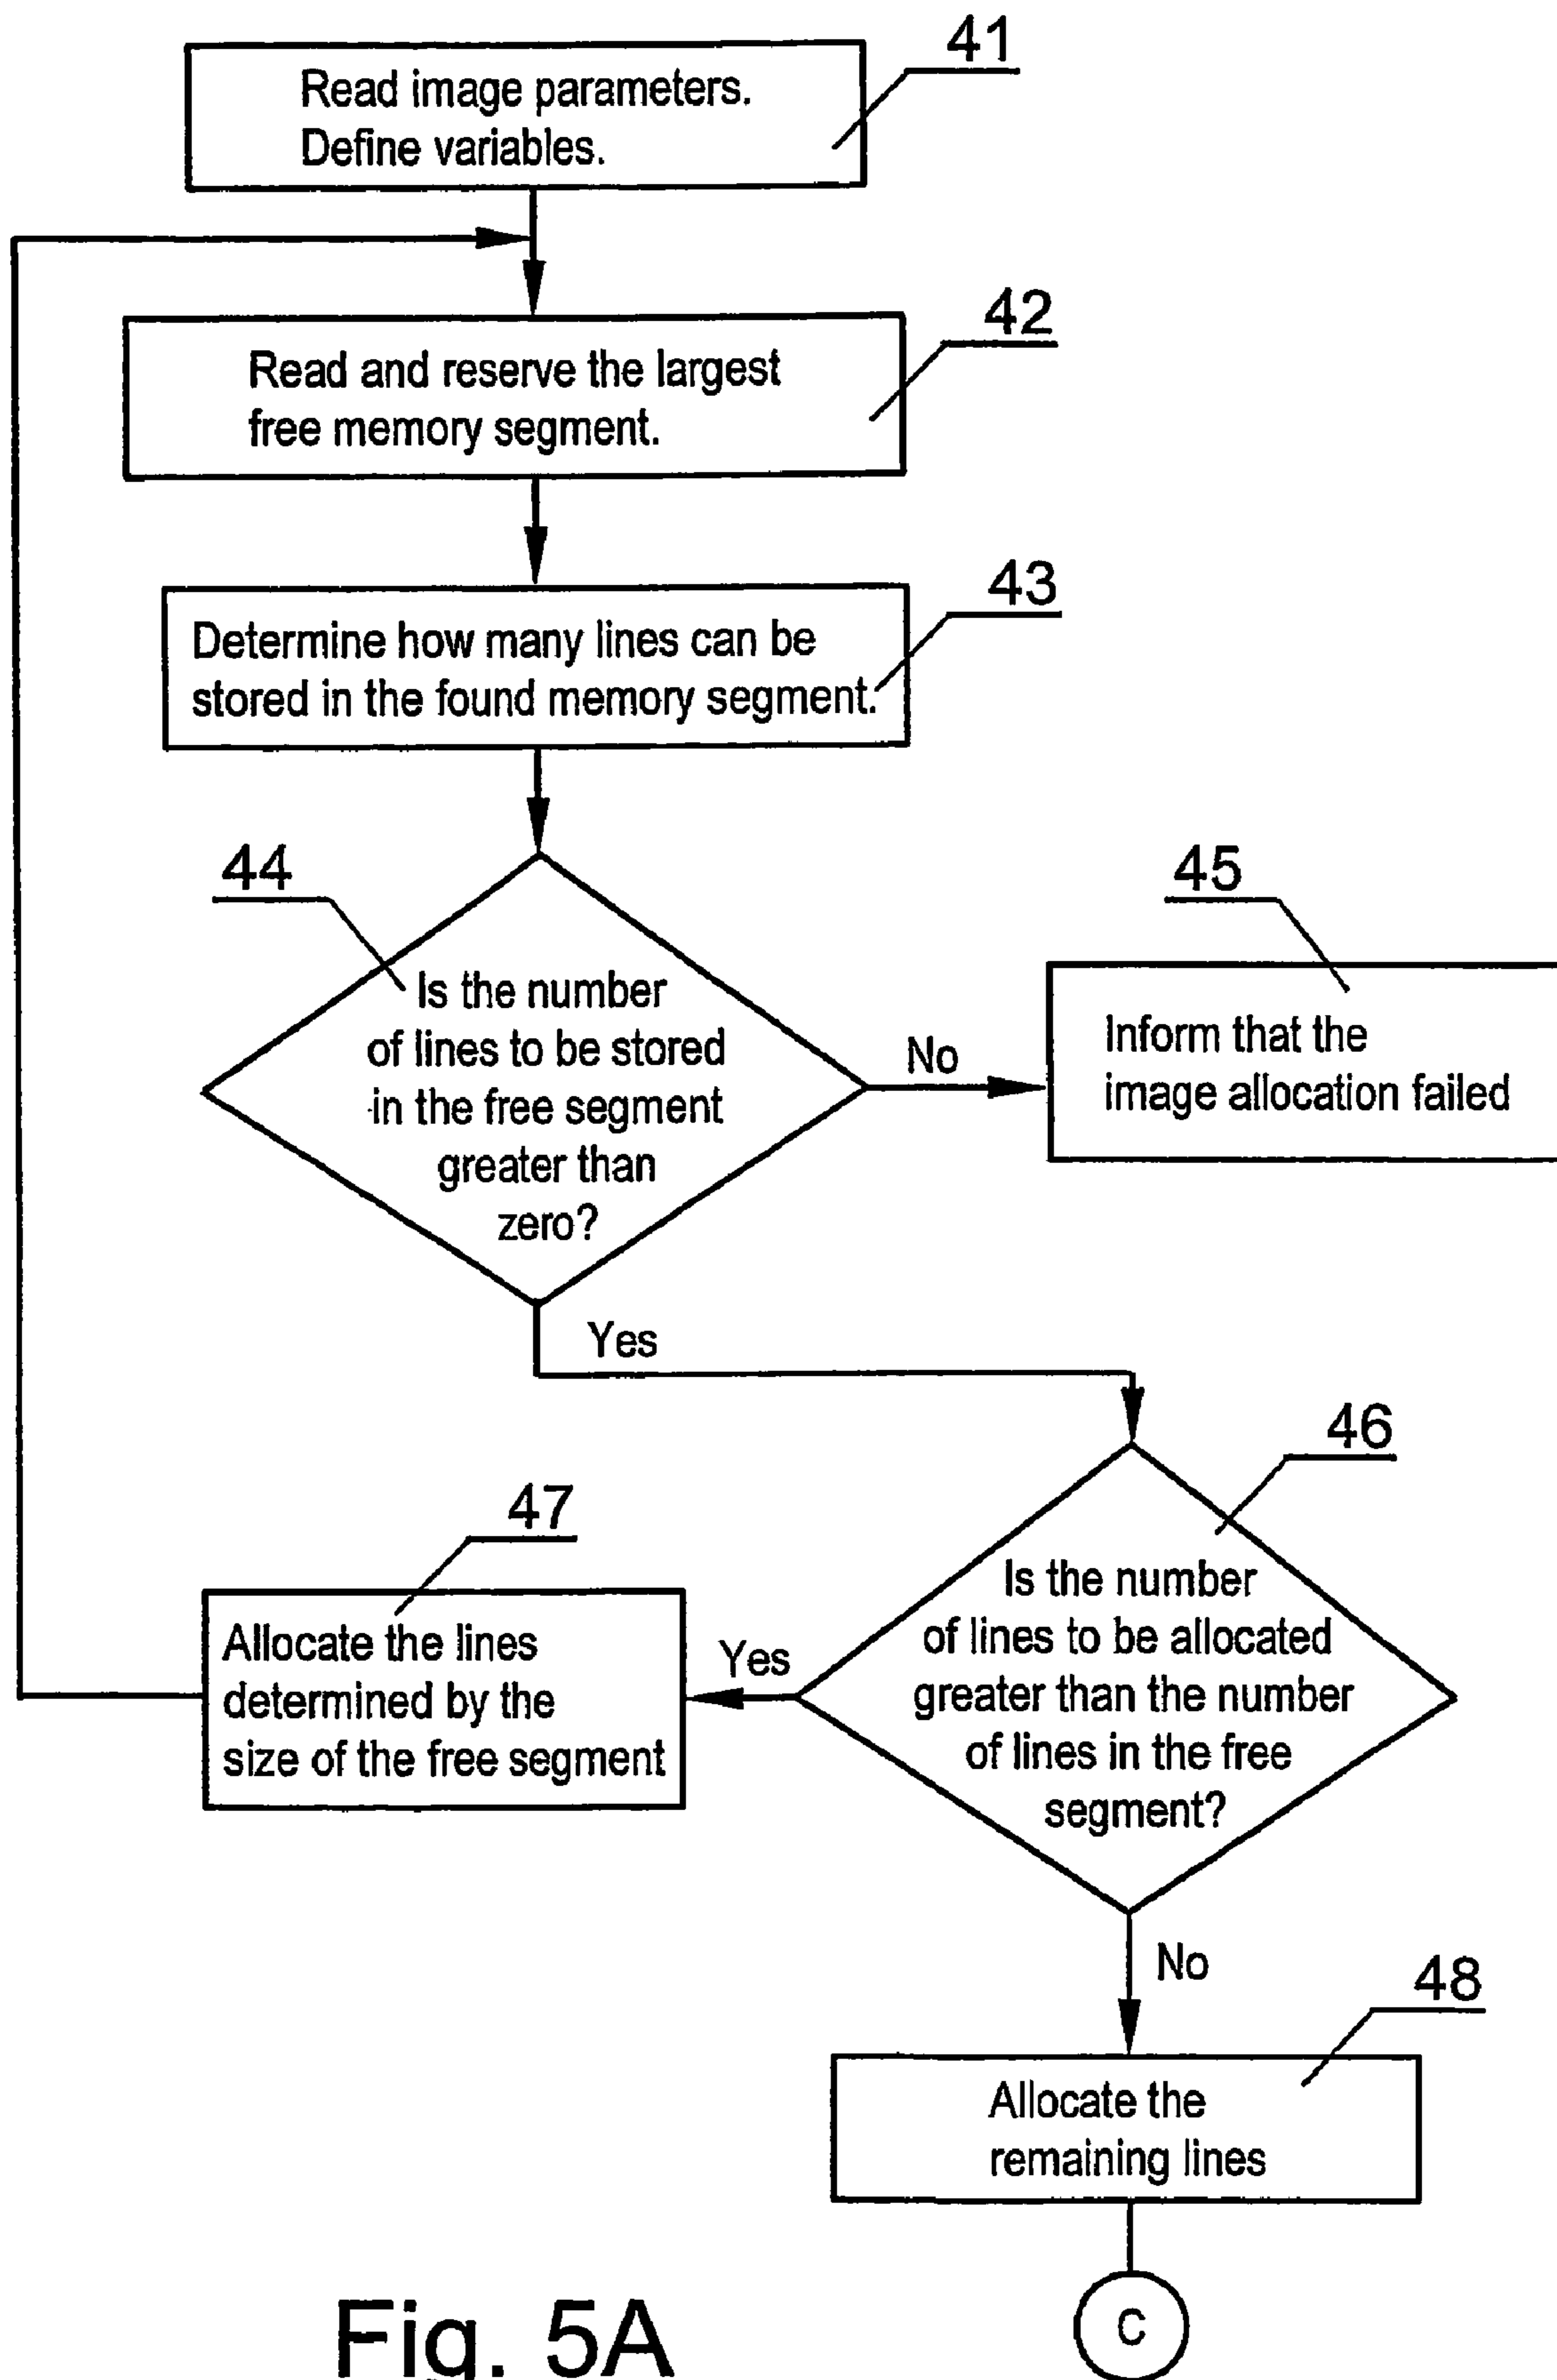 41
Read image parameters.
Define variables.
42
Read and reserve the largest
free memory segment.
43
Determine how many lines can be
stored in the found memory segment.
44
Is the number
of lines to be stored
in the free segment
greater than
zero?
No
45
Inform that the
image allocation failed
Yes
46
Is the number
of lines to be allocated
greater than the number
of lines in the free
segment?
Yes
47
Allocate the lines
determined by the
size of the free segment
No
48
Allocate the
remaining lines
C
Fig. 5A